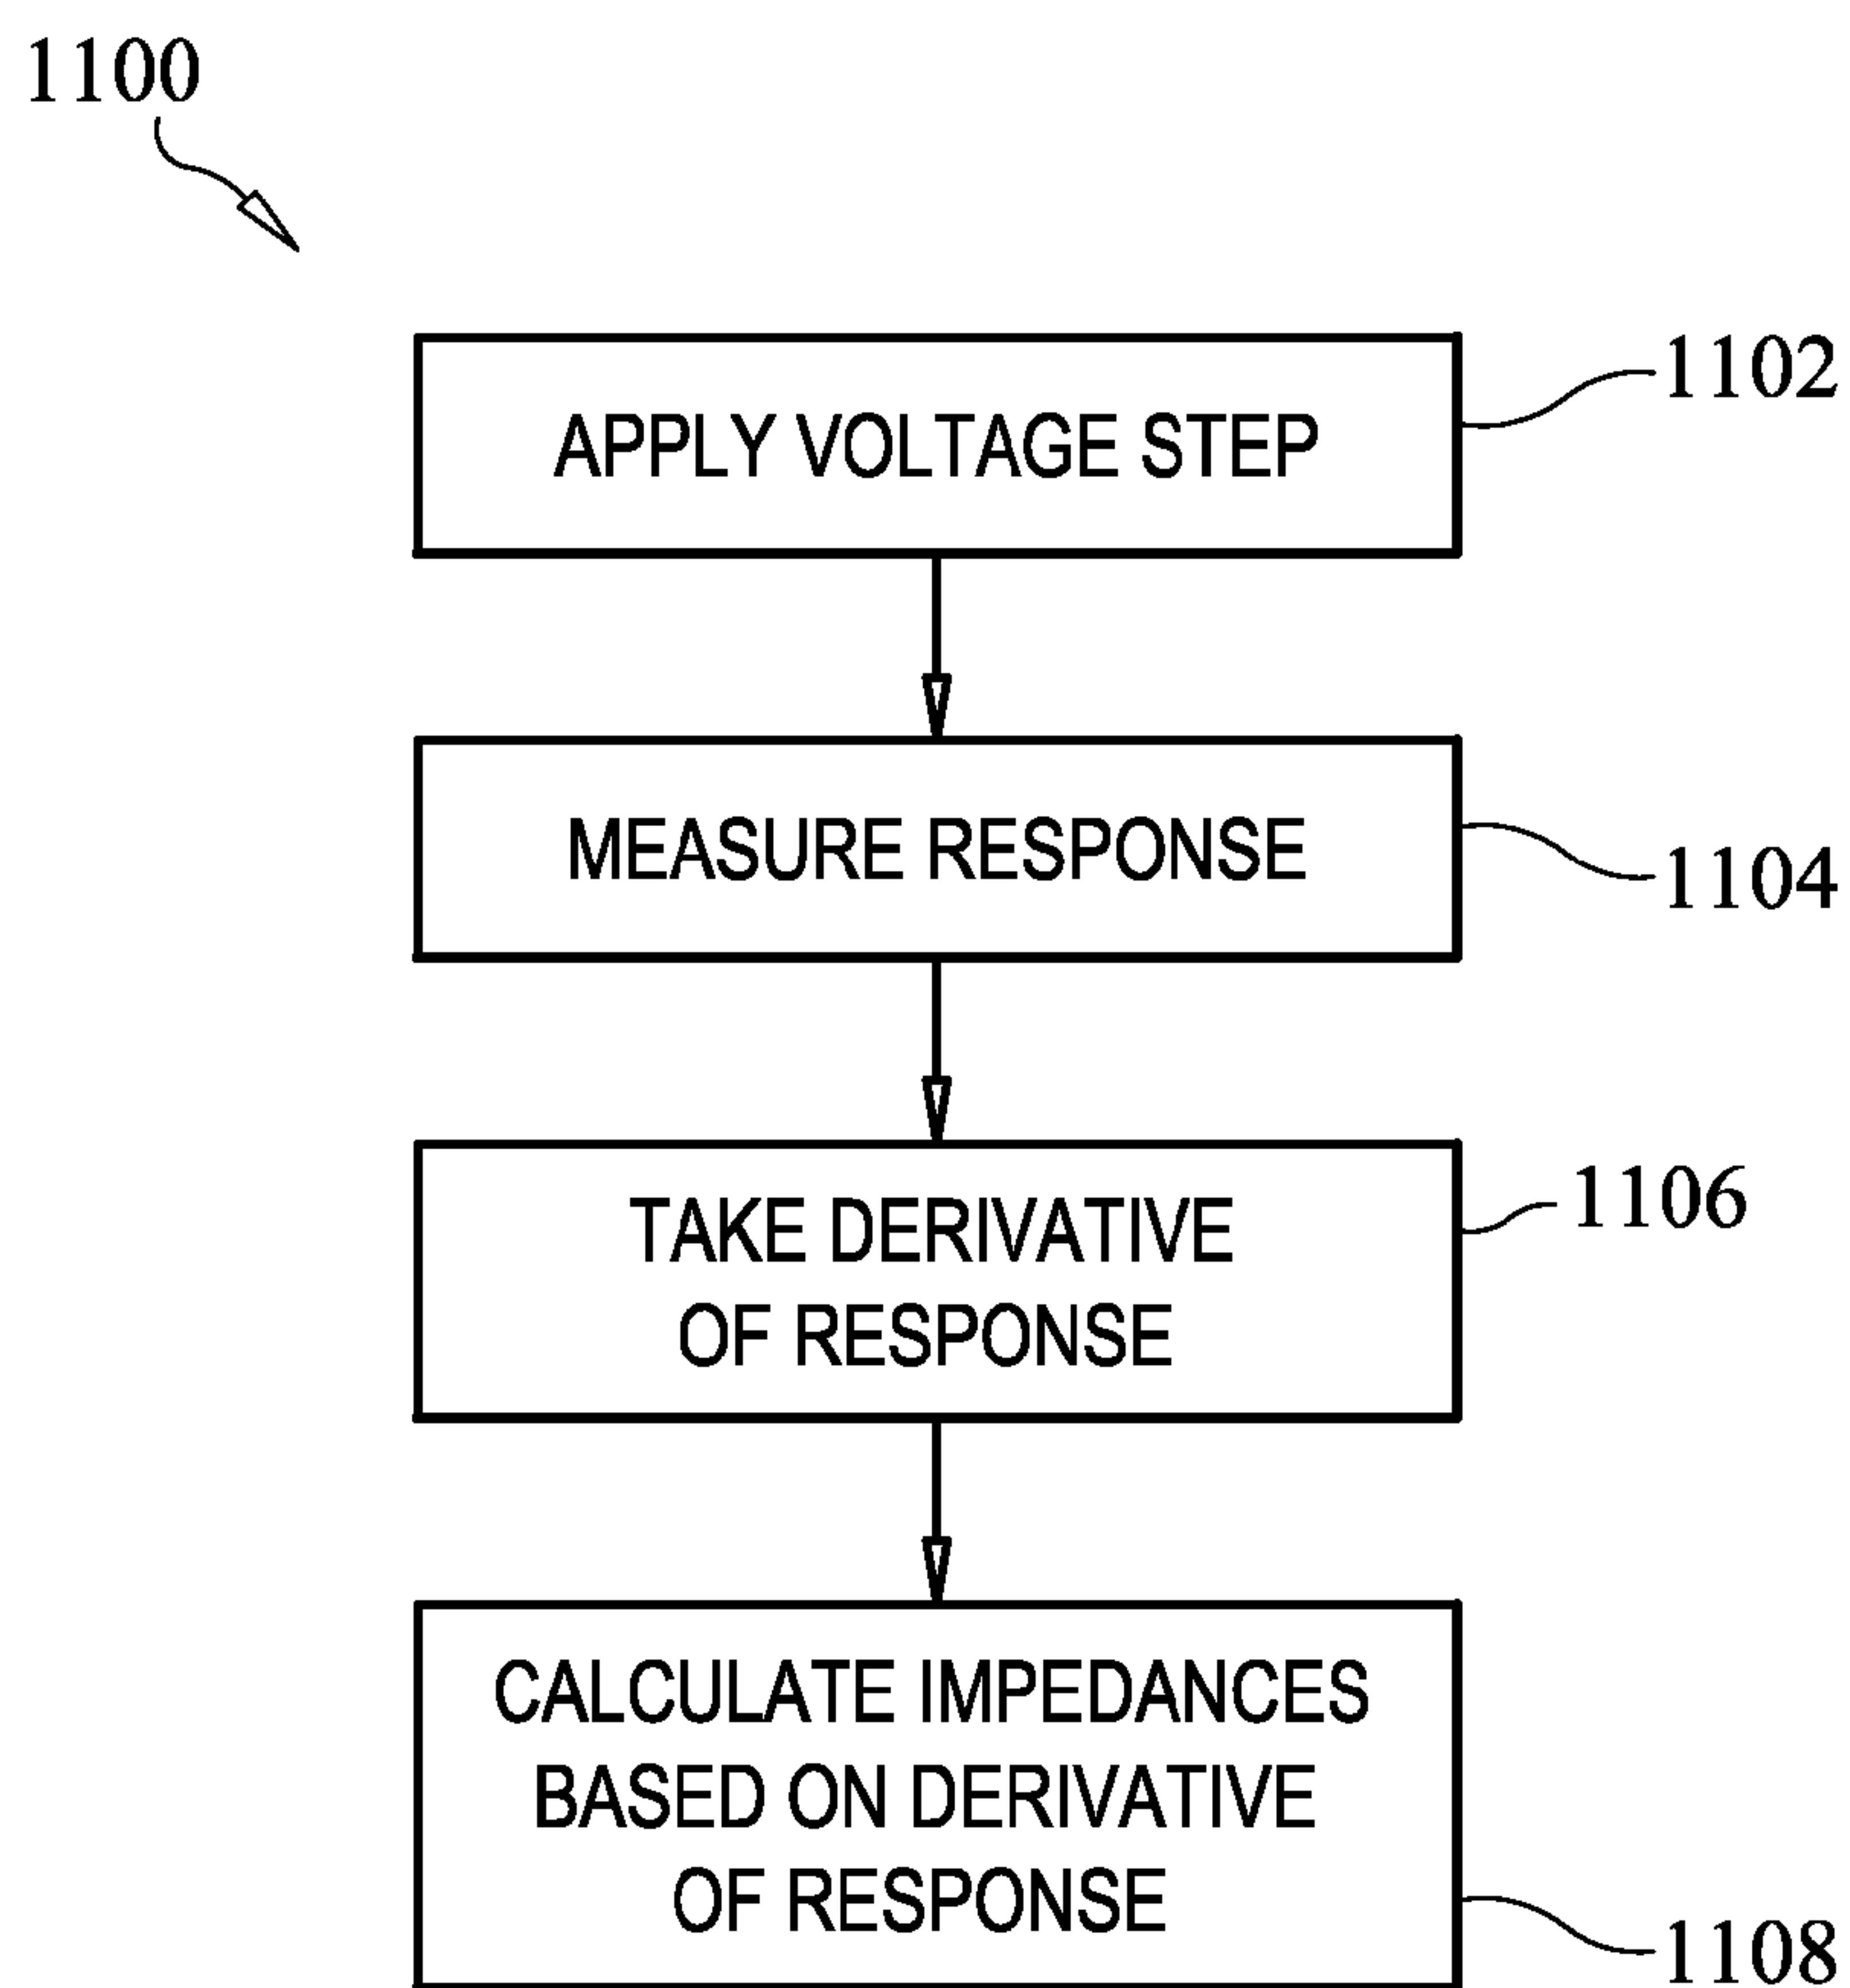 1100
APPLY VOLTAGE STEP
1102
MEASURE RESPONSE
1104
TAKE DERIVATIVE
OF RESPONSE
1106
CALCULATE IMPEDANCES
BASED ON DERIVATIVE
OF RESPONSE
1108